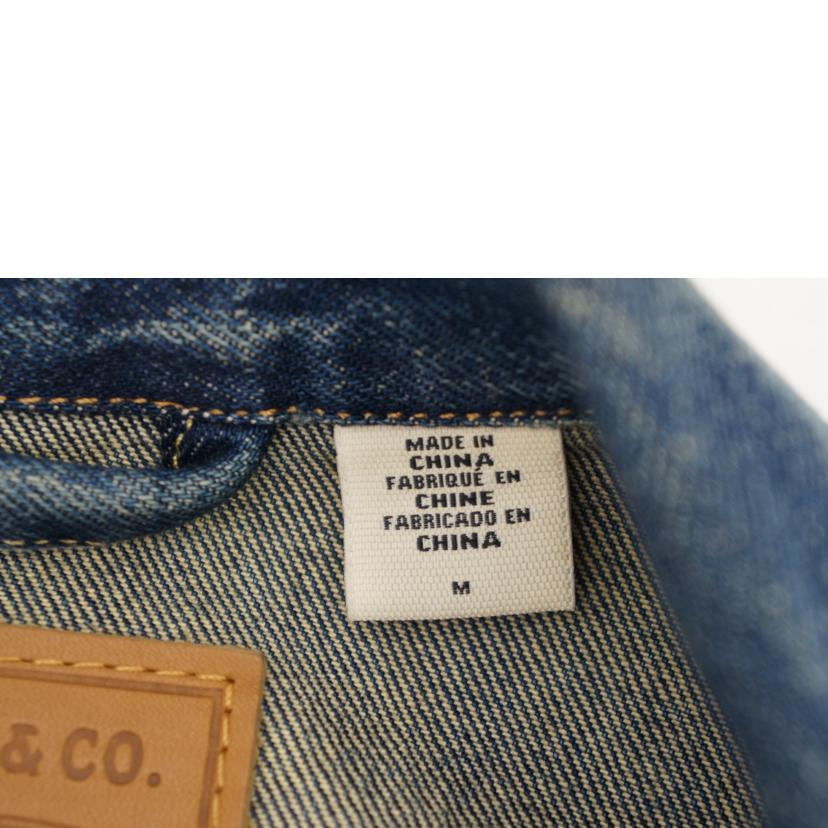 MADE IN
CHINA
FABRIQUÉ EN
CHINE
FABRICADO EN
CHINA
M
& CO.